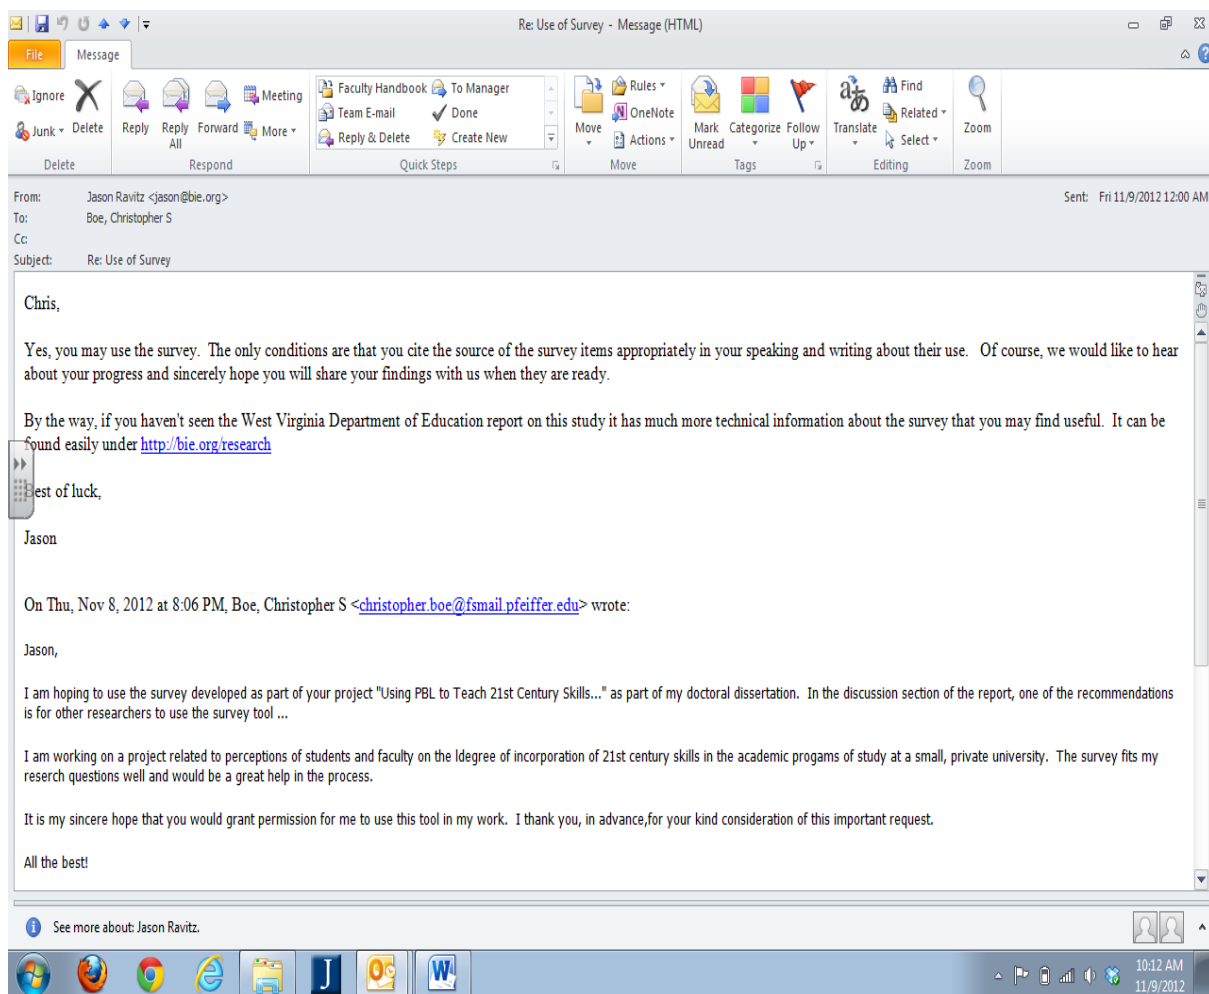 Re: Use of Survey - Message (HTML)
File Message
Ignore
Junk
Delete
Reply
Reply All
Forward
Meeting
More
Faculty Handbook To Manager
Team E-mail Done
Reply & Delete Create New
Move
Rules
OneNote
Actions
Mark Unread
Categorize
Follow Up
Translate
Find
Related
Select
Zoom
Delete Respond Quick Steps Move Tags Editing Zoom
From: Jason Ravitz <jason@bie.org> Sent: Fri 11/9/2012 12:00 AM
To: Boe, Christopher S
Cc:
Subject: Re: Use of Survey
Chris,
Yes, you may use the survey. The only conditions are that you cite the source of the survey items appropriately in your speaking and writing about their use. Of course, we would like to hear
about your progress and sincerely hope you will share your findings with us when they are ready.
By the way, if you haven't seen the West Virginia Department of Education report on this study it has much more technical information about the survey that you may find useful. It can be
found easily under http://bie.org/research
Best of luck,
Jason
On Thu, Nov 8, 2012 at 8:06 PM, Boe, Christopher S <christopher.boe@fsmail.pfeiffer.edu> wrote:
Jason,
I am hoping to use the survey developed as part of your project "Using PBL to Teach 21st Century Skills..." as part of my doctoral dissertation. In the discussion section of the report, one of the recommendations
is for other researchers to use the survey tool ...
I am working on a project related to perceptions of students and faculty on the ldegree of incorporation of 21st century skills in the academic progams of study at a small, private university. The survey fits my
reserch questions well and would be a great help in the process.
It is my sincere hope that you would grant permission for me to use this tool in my work. I thank you, in advance,for your kind consideration of this important request.
All the best!
See more about: Jason Ravitz.
10:12 AM
11/9/2012